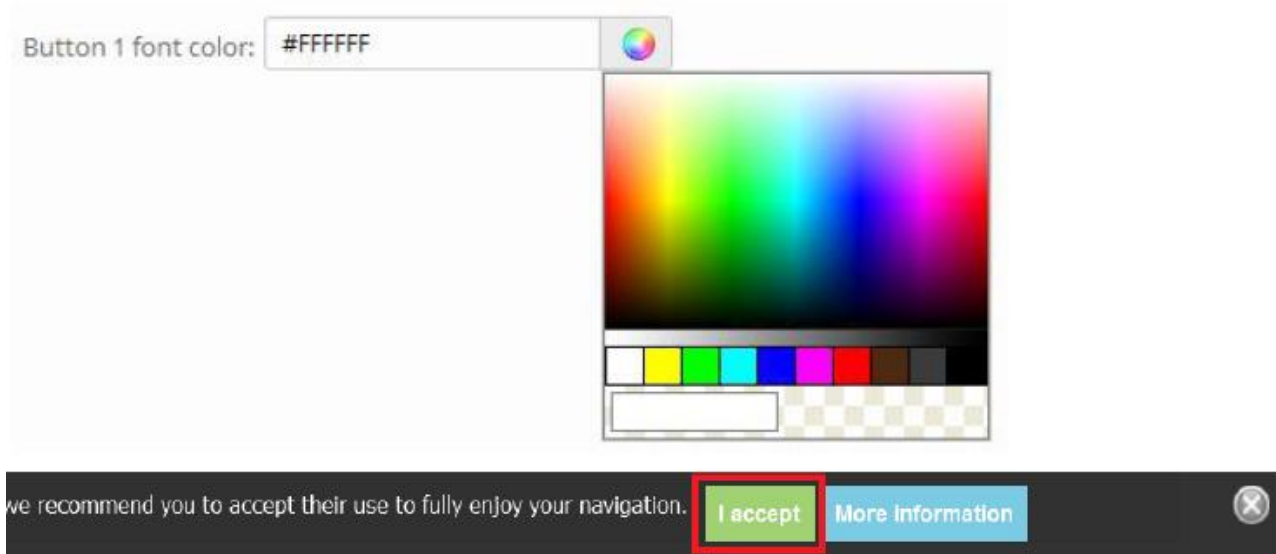 Button 1 font color: #FFFFFF
we recommend you to accept their use to fully enjoy your navigation. I accept More information